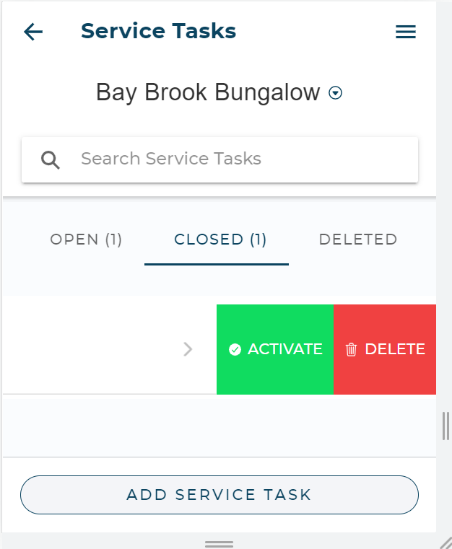 Service Tasks
Bay Brook Bungalow
Search Service Tasks
OPEN (1) CLOSED (1) DELETED
ACTIVATE DELETE
ADD SERVICE TASK